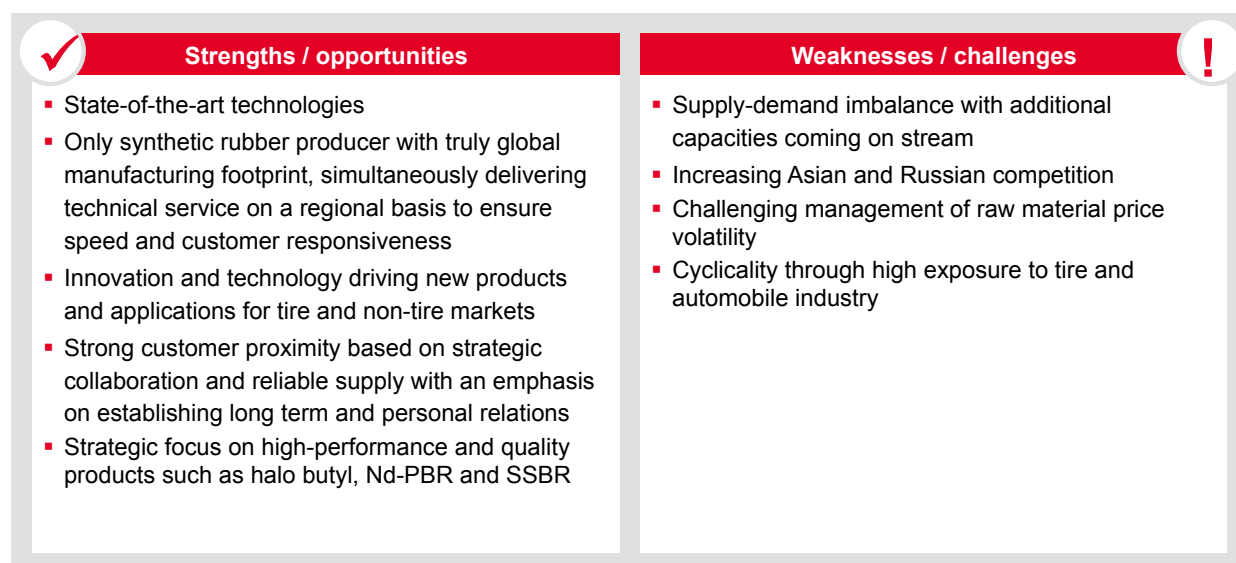 Strengths / opportunities
▪ State-of-the-art technologies
▪ Only synthetic rubber producer with truly global
manufacturing footprint, simultaneously delivering
technical service on a regional basis to ensure
speed and customer responsiveness
▪ Innovation and technology driving new products
and applications for tire and non-tire markets
▪ Strong customer proximity based on strategic
collaboration and reliable supply with an emphasis
on establishing long term and personal relations
▪ Strategic focus on high-performance and quality
products such as halo butyl, Nd-PBR and SSBR
Weaknesses / challenges
!
▪ Supply-demand imbalance with additional
capacities coming on stream
▪ Increasing Asian and Russian competition
▪ Challenging management of raw material price
volatility
▪ Cyclicality through high exposure to tire and
automobile industry